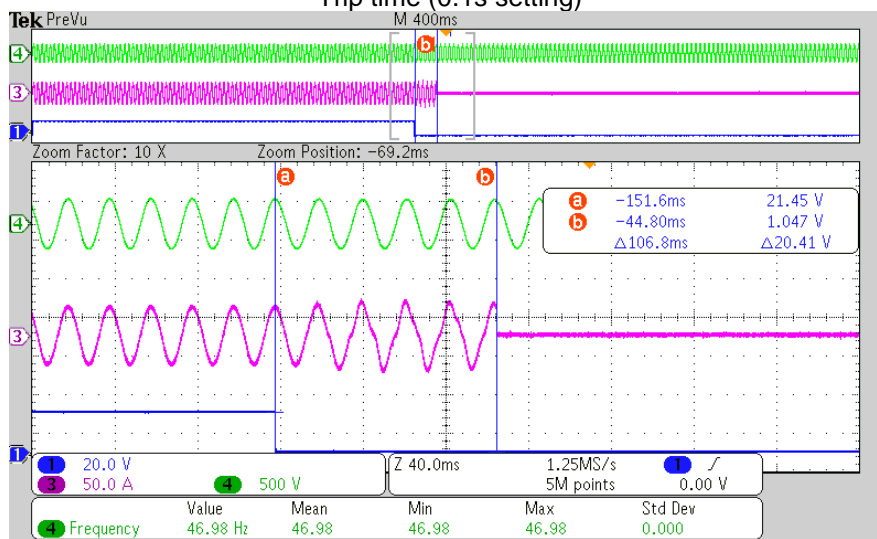 Trip time (0.1s setting)
Tek PreVu M 400ms
b
4
3
1
Zoom Factor: 10 X Zoom Position: -69.2ms
a b
a -151.6ms 21.45 V
b -44.80ms 1.047 V
△106.8ms △20.41 V
4
3
1
1 20.0 V Z 40.0ms 1.25MS/s 1 /
3 50.0 A 4 500 V 5M points 0.00 V
Value Mean Min Max Std Dev
4 Frequency 46.98 Hz 46.98 46.98 46.98 0.000